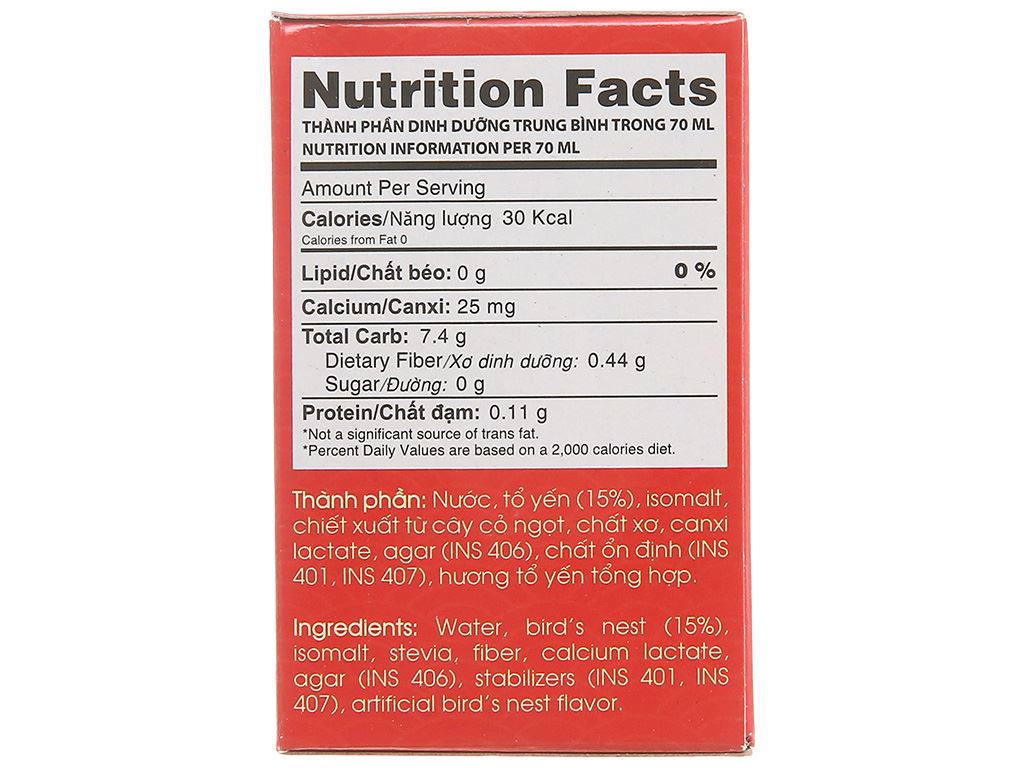 Nutrition Facts
THÀNH PHẦN DINH DƯỠNG TRUNG BÌNH TRONG 70 ML
NUTRITION INFORMATION PER 70 ML
Amount Per Serving
Calories/Năng lượng 30 Kcal
Calories from Fat 0
Lipid/Chất béo: 0 g 0 %
Calcium/Canxi: 25 mg
Total Carb: 7.4 g
Dietary Fiber/Xơ dinh dưỡng: 0.44 g
Sugar/Đường: 0 g
Protein/Chất đạm: 0.11 g
*Not a significant source of trans fat.
*Percent Daily Values are based on a 2,000 calories diet.
Thành phần: Nước, tổ yến (15%), isomalt,
chiết xuất từ cây cỏ ngọt, chất xơ, canxi
lactate, agar (INS 406), chất ổn định (INS
401, INS 407), hương tổ yến tổng hợp.
Ingredients: Water, bird's nest (15%),
isomalt, stevia, fiber, calcium lactate,
agar (INS 406), stabilizers (INS 401, INS
407), artificial bird's nest flavor.